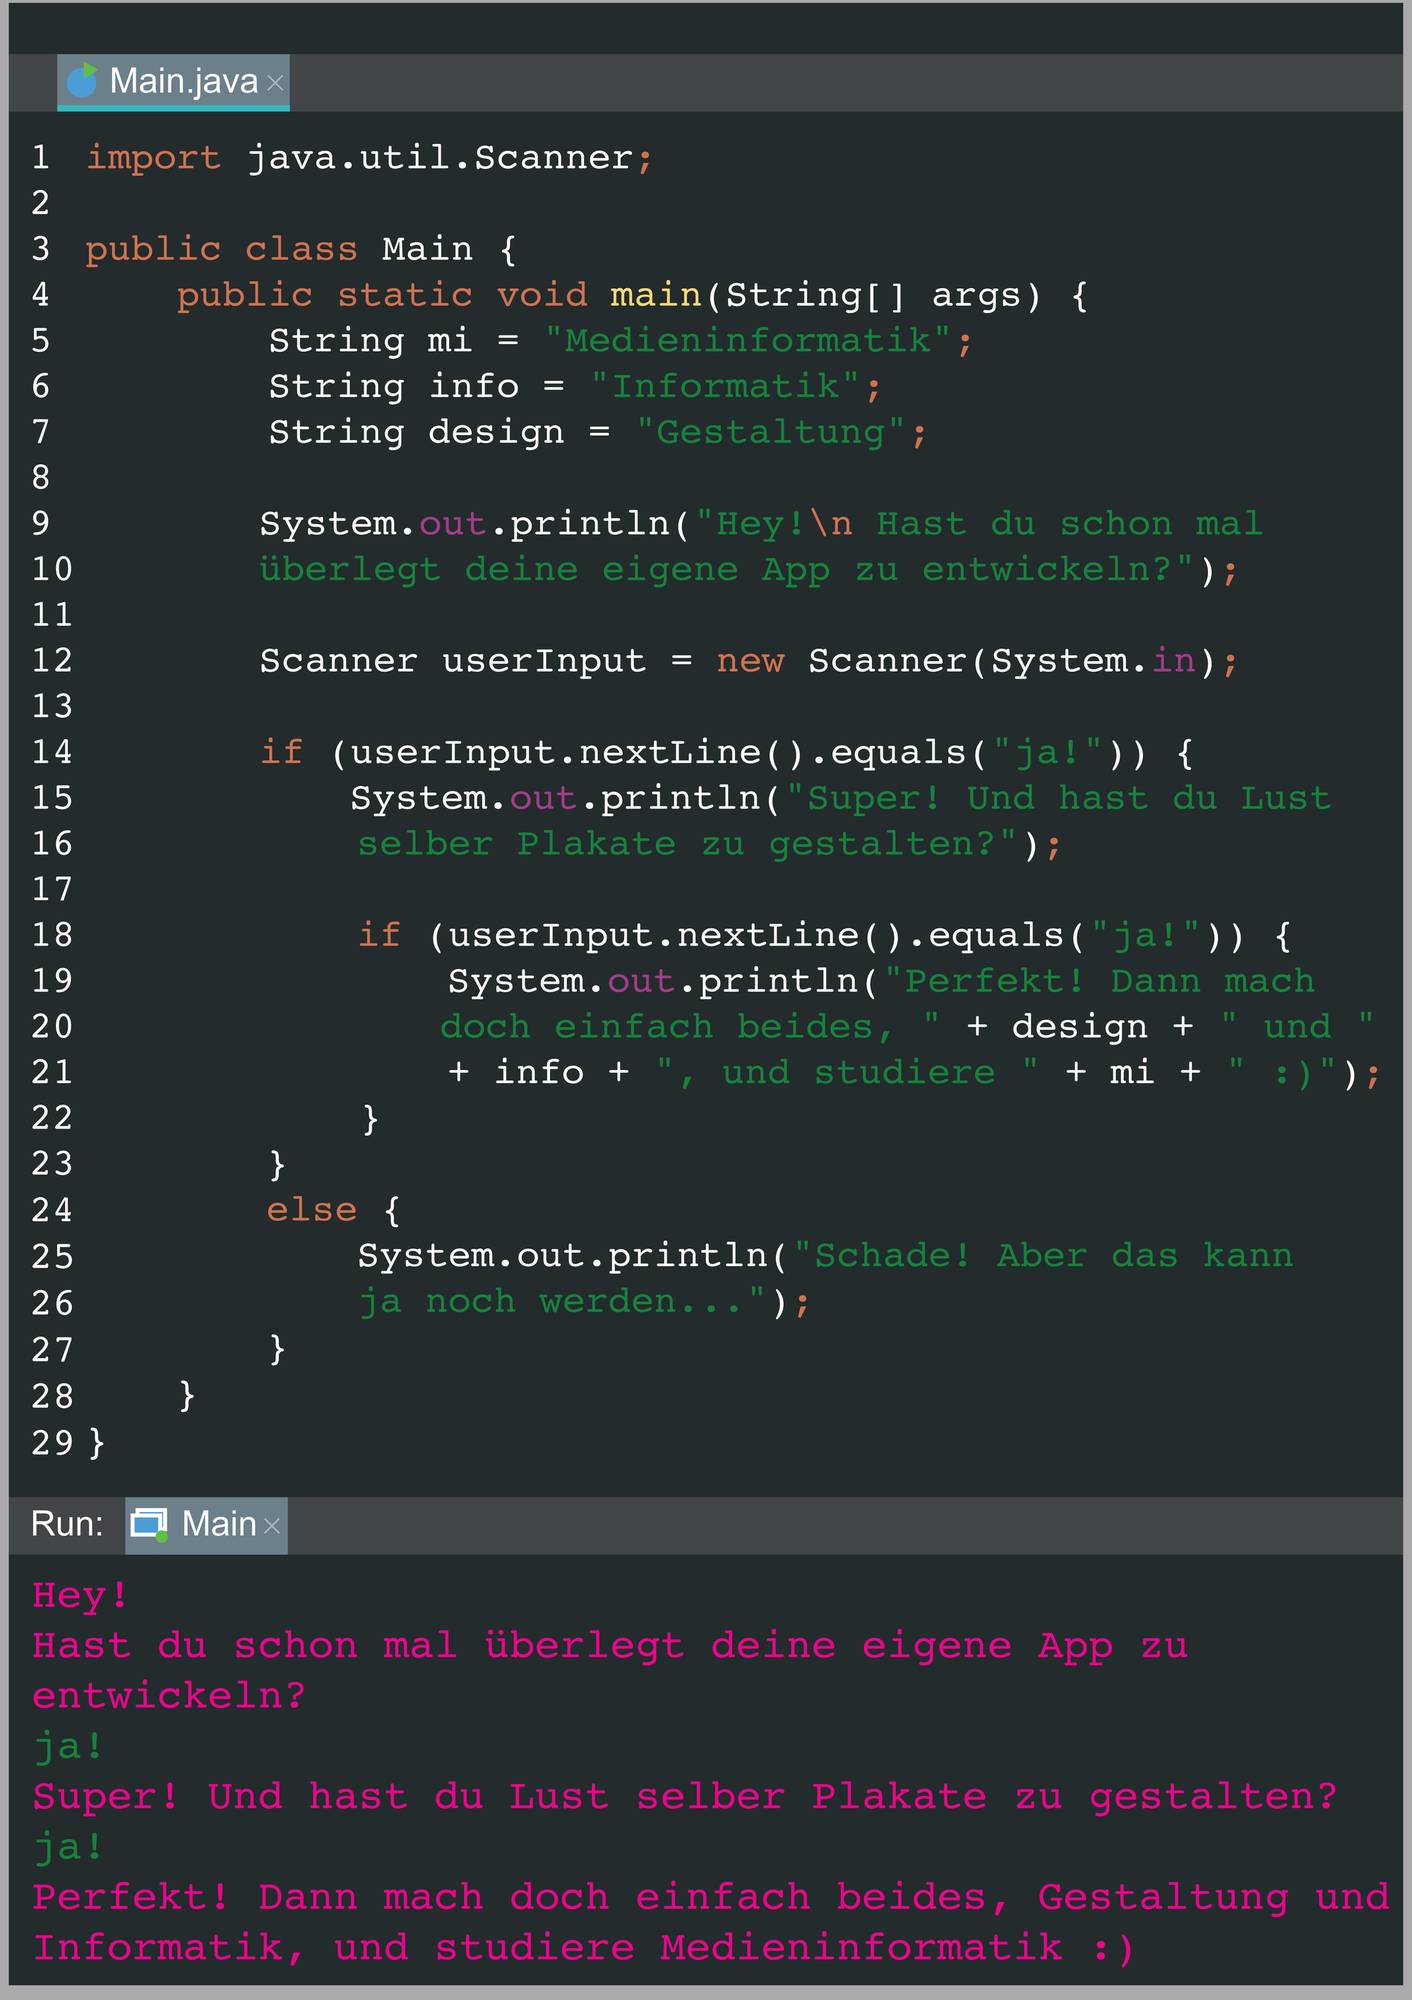 Main.java ×
1 import java.util.Scanner;
2
3 public class Main {
4     public static void main(String[] args) {
5         String mi = "Medieninformatik";
6         String info = "Informatik";
7         String design = "Gestaltung";
8
9         System.out.println("Hey!\n Hast du schon mal
10        überlegt deine eigene App zu entwickeln?");
11
12        Scanner userInput = new Scanner(System.in);
13
14        if (userInput.nextLine().equals("ja!")) {
15            System.out.println("Super! Und hast du Lust
16            selber Plakate zu gestalten?");
17
18            if (userInput.nextLine().equals("ja!")) {
19                System.out.println("Perfekt! Dann mach
20                doch einfach beides, " + design + " und "
21                + info + ", und studiere " + mi + " :)");
22            }
23        }
24        else {
25            System.out.println("Schade! Aber das kann
26            ja noch werden...");
27        }
28    }
29 }
Run: Main ×
Hey!
Hast du schon mal überlegt deine eigene App zu
entwickeln?
ja!
Super! Und hast du Lust selber Plakate zu gestalten?
ja!
Perfekt! Dann mach doch einfach beides, Gestaltung und
Informatik, und studiere Medieninformatik :)